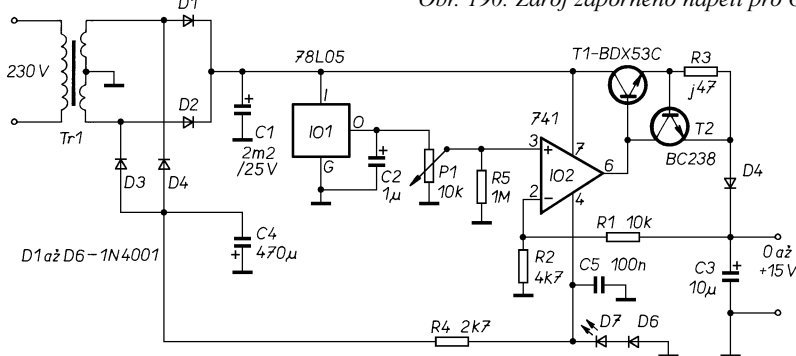 Obr. 190. Zdroj záporného napětí pro
D1
78L05
T1-BDX53C
R3
j47
230V
Tr1
D2
C1
2m2
/25V
I
IO1
O
G
C2
1µ
P1
10k
R5
1M
741
3
+
7
6
IO2
2
−
4
T2
BC238
D3
D4
D4
R1 10k
D1 až D6-1N4001
C4
470µ
R2
4k7
C5 100n
C3
10µ
0 až
+15V
R4 2k7
D7 D6